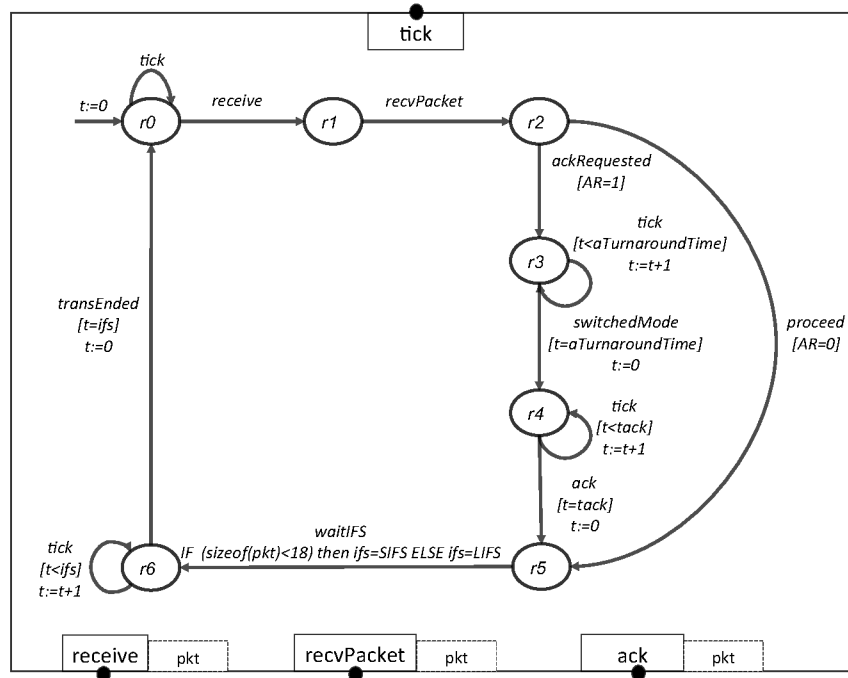 tick
tick
t:=0
r0
receive
r1
recvPacket
r2
ackRequested
[AR=1]
tick
[t<aTurnaroundTime]
t:=t+1
r3
switchedMode
[t=aTurnaroundTime]
t:=0
proceed
[AR=0]
transEnded
[t=ifs]
t:=0
r4
tick
[t<tack]
t:=t+1
ack
[t=tack]
t:=0
waitIFS
IF (sizeof(pkt)<18) then ifs=SIFS ELSE ifs=LIFS
tick
[t<ifs]
t:=t+1
r6
r5
receive pkt
recvPacket pkt
ack pkt